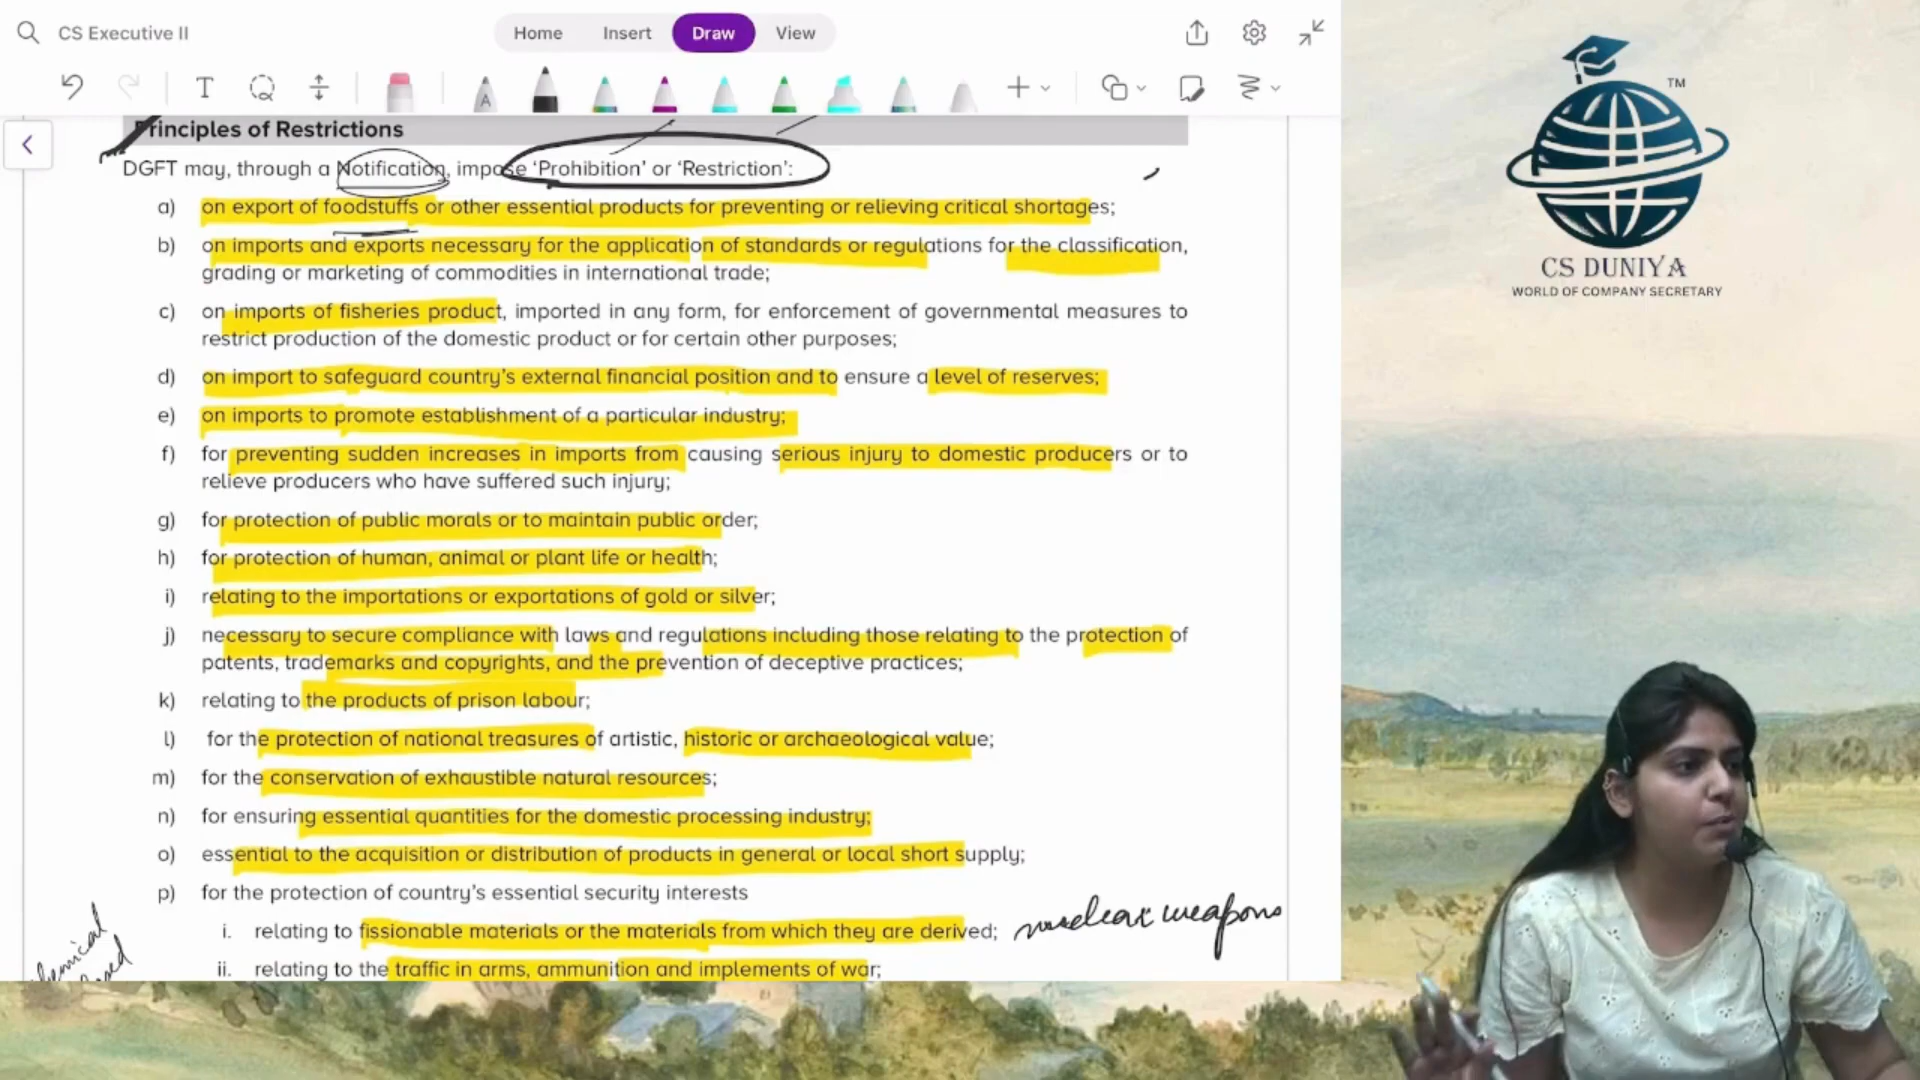 CS Executive II
Home
Insert
Draw
View
T
A
TM
CS DUNIYA
WORLD OF COMPANY SECRETARY
Principles of Restrictions
DGFT may, through a Notification, impose ‘Prohibition’ or ‘Restriction’:
a) on export of foodstuffs or other essential products for preventing or relieving critical shortages;
b) on imports and exports necessary for the application of standards or regulations for the classification,
grading or marketing of commodities in international trade;
c) on imports of fisheries product, imported in any form, for enforcement of governmental measures to
restrict production of the domestic product or for certain other purposes;
d) on import to safeguard country’s external financial position and to ensure a level of reserves;
e) on imports to promote establishment of a particular industry;
f) for preventing sudden increases in imports from causing serious injury to domestic producers or to
relieve producers who have suffered such injury;
g) for protection of public morals or to maintain public order;
h) for protection of human, animal or plant life or health;
i) relating to the importations or exportations of gold or silver;
j) necessary to secure compliance with laws and regulations including those relating to the protection of
patents, trademarks and copyrights, and the prevention of deceptive practices;
k) relating to the products of prison labour;
l) for the protection of national treasures of artistic, historic or archaeological value;
m) for the conservation of exhaustible natural resources;
n) for ensuring essential quantities for the domestic processing industry;
o) essential to the acquisition or distribution of products in general or local short supply;
p) for the protection of country’s essential security interests
i. relating to fissionable materials or the materials from which they are derived;
nuclear weapons
ii. relating to the traffic in arms, ammunition and implements of war;